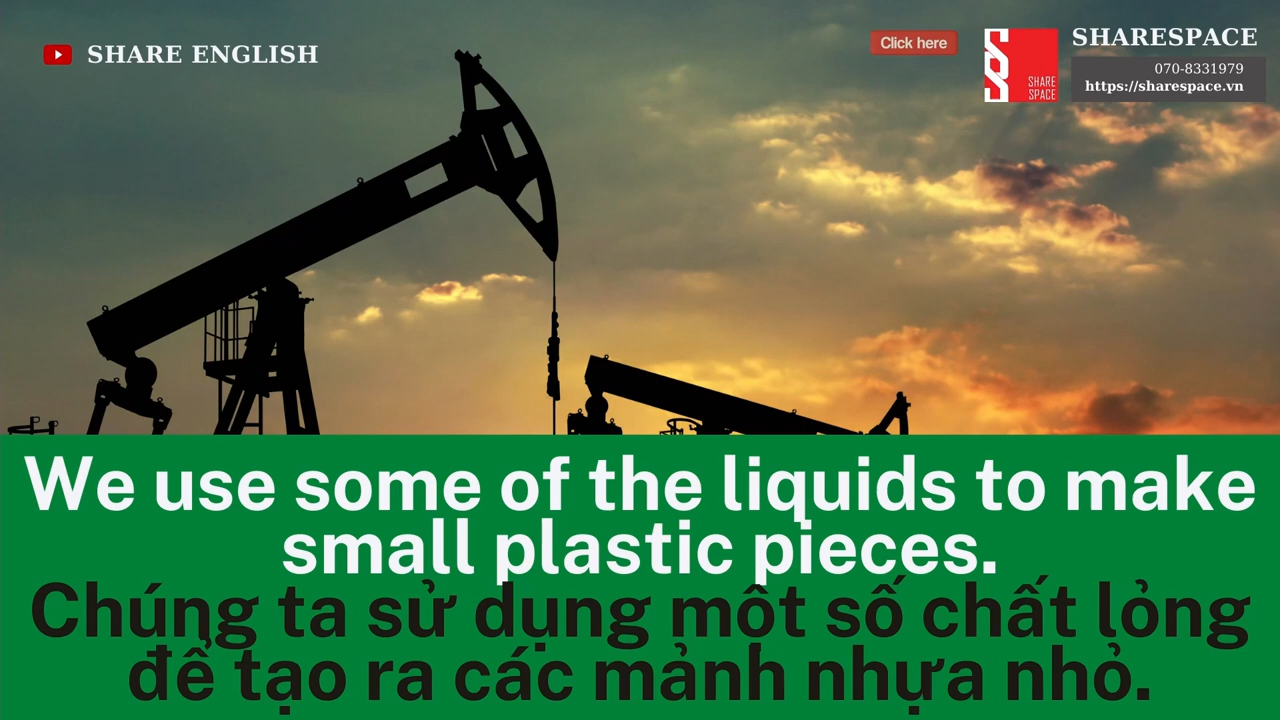 SHARE ENGLISH
Click here
SHARE SPACE
SHARESPACE
070-8331979
https://sharespace.vn
We use some of the liquids to make
small plastic pieces.
Chúng ta sử dụng một số chất lỏng
để tạo ra các mảnh nhựa nhỏ.